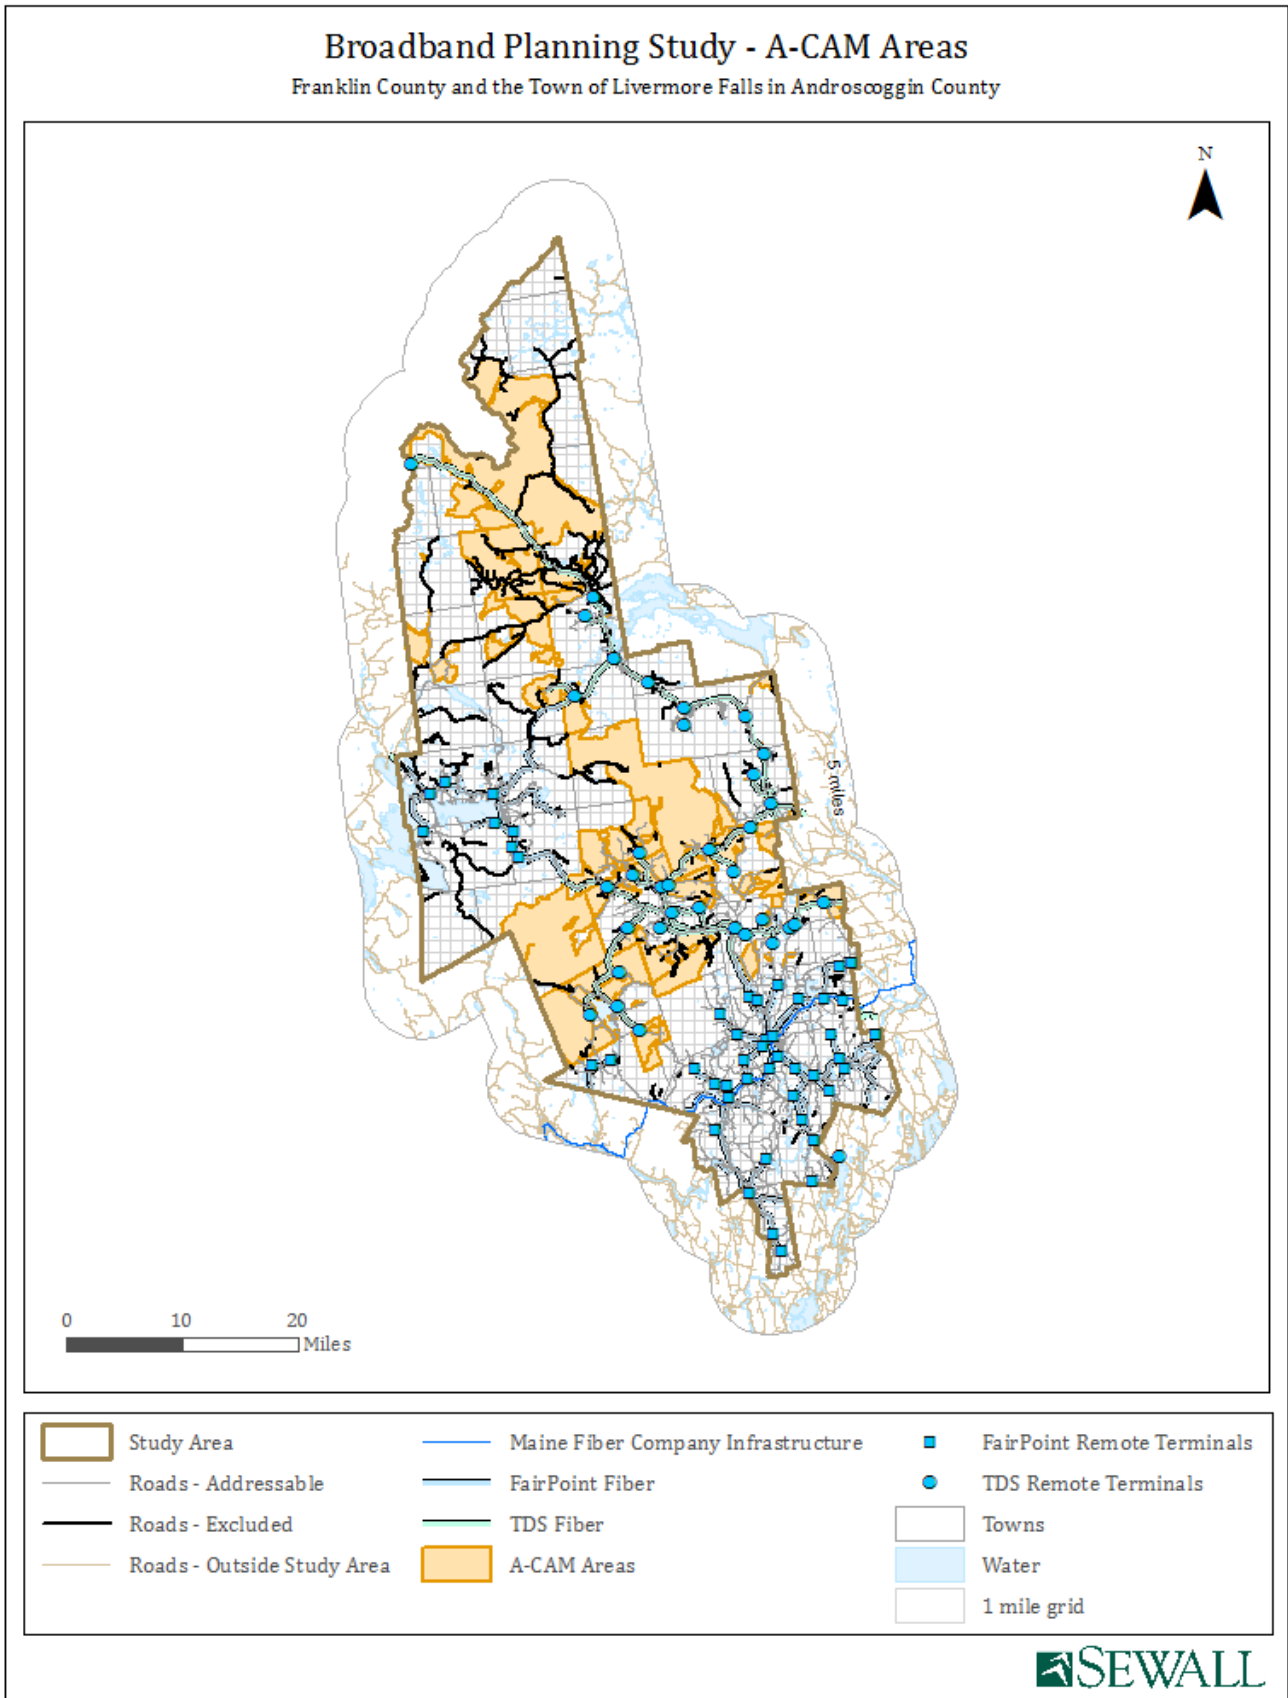 Broadband Planning Study - A-CAM Areas
Franklin County and the Town of Livermore Falls in Androscoggin County
N
5 miles
0 10 20
Miles
Study Area
Roads - Addressable
Roads - Excluded
Roads - Outside Study Area
Maine Fiber Company Infrastructure
FairPoint Fiber
TDS Fiber
A-CAM Areas
FairPoint Remote Terminals
TDS Remote Terminals
Towns
Water
1 mile grid
SEWALL